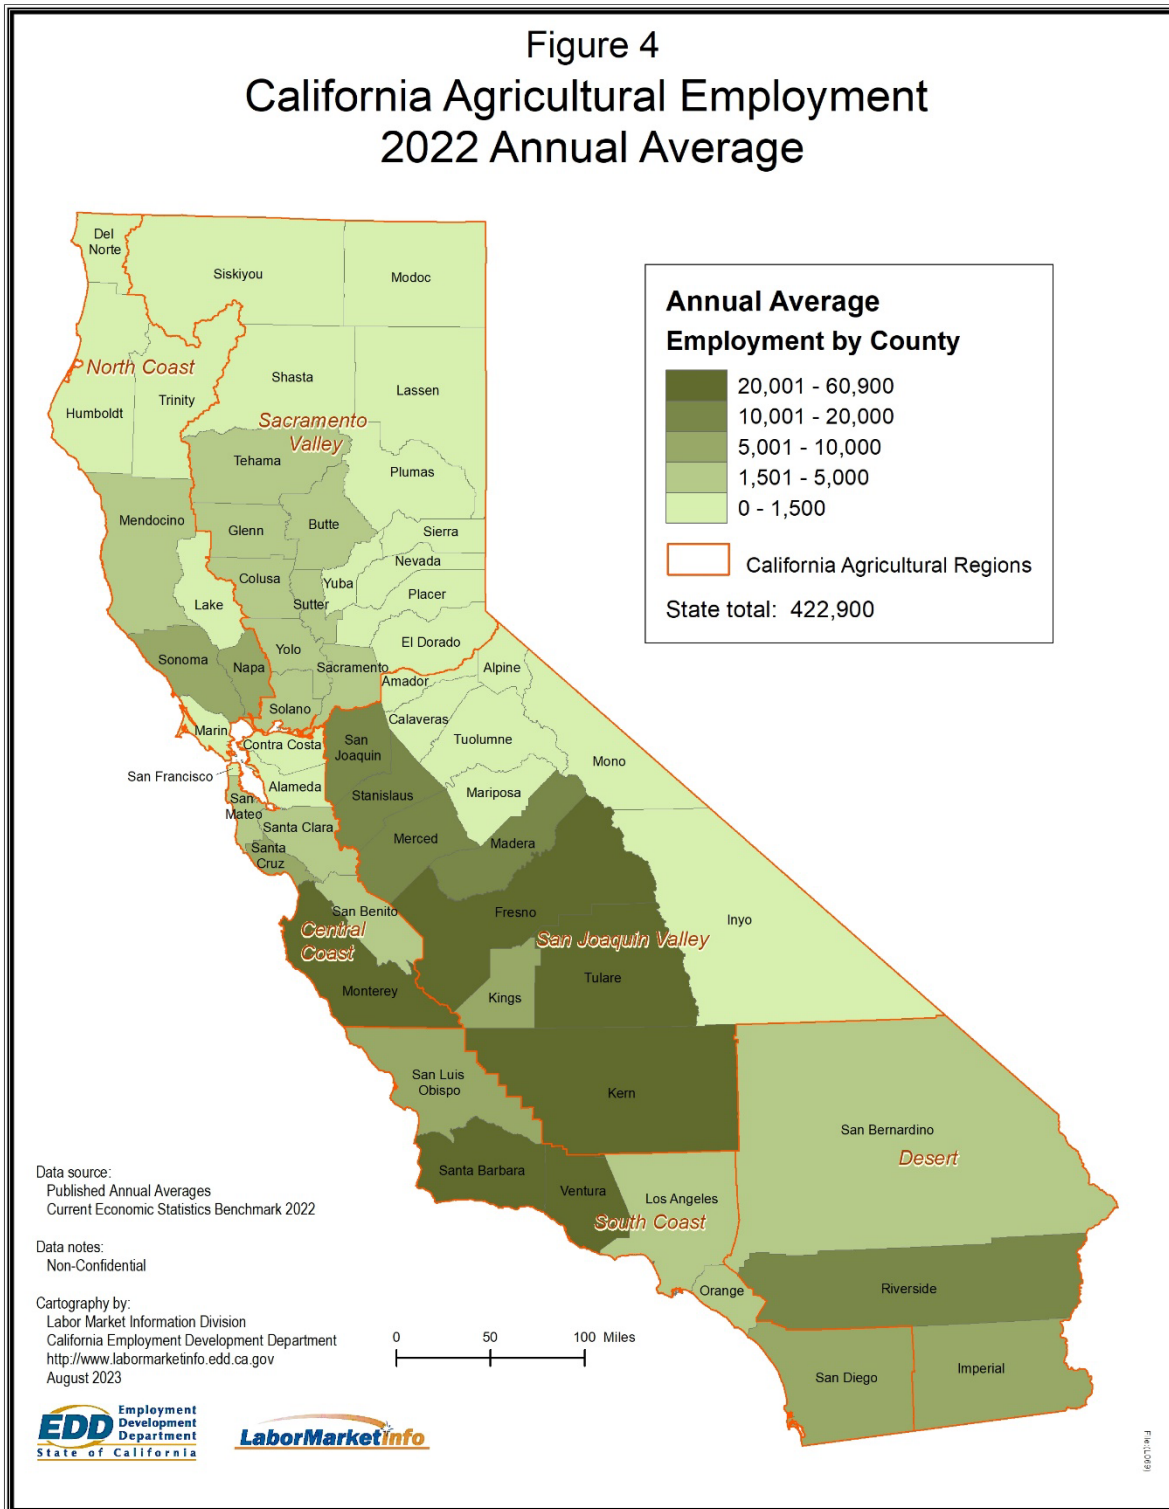 Figure 4
California Agricultural Employment
2022 Annual Average
Annual Average
Employment by County
20,001 - 60,900
10,001 - 20,000
5,001 - 10,000
1,501 - 5,000
0 - 1,500
California Agricultural Regions
State total: 422,900
Del
Norte
Siskiyou
Modoc
North Coast
Humboldt
Trinity
Shasta
Lassen
Sacramento
Valley
Tehama
Plumas
Mendocino
Glenn
Butte
Sierra
Nevada
Colusa
Yuba
Placer
Lake
Sutter
El Dorado
Sonoma
Napa
Yolo
Sacramento
Alpine
Amador
Solano
Calaveras
Marin
Contra Costa
San
Joaquin
Tuolumne
Mono
San Francisco
Alameda
Stanislaus
Mariposa
San
Mateo
Santa Clara
Merced
Madera
Santa
Cruz
San Benito
Fresno
Inyo
Central
Coast
San Joaquin Valley
Tulare
Monterey
Kings
San Luis
Obispo
Kern
San Bernardino
Desert
Santa Barbara
Ventura
Los Angeles
South Coast
Orange
Riverside
San Diego
Imperial
Data source:
Published Annual Averages
Current Economic Statistics Benchmark 2022
Data notes:
Non-Confidential
Cartography by:
Labor Market Information Division
California Employment Development Department
http://www.labormarketinfo.edd.ca.gov
August 2023
0 50 100 Miles
EDD Employment
Development
Department
State of California
LaborMarketinfo